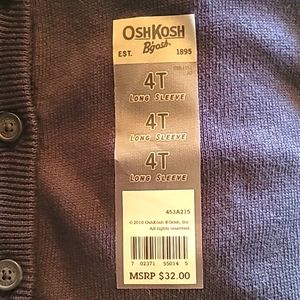 OSHKOSH
B'gosh
EST. 1895
4T
LONG SLEEVE
4T
LONG SLEEVE
4T
LONG SLEEVE
453A215
©2010 OshKosh B'Gosh, Inc.
All rights reserved.
7 02371 55014 5
MSRP $32.00